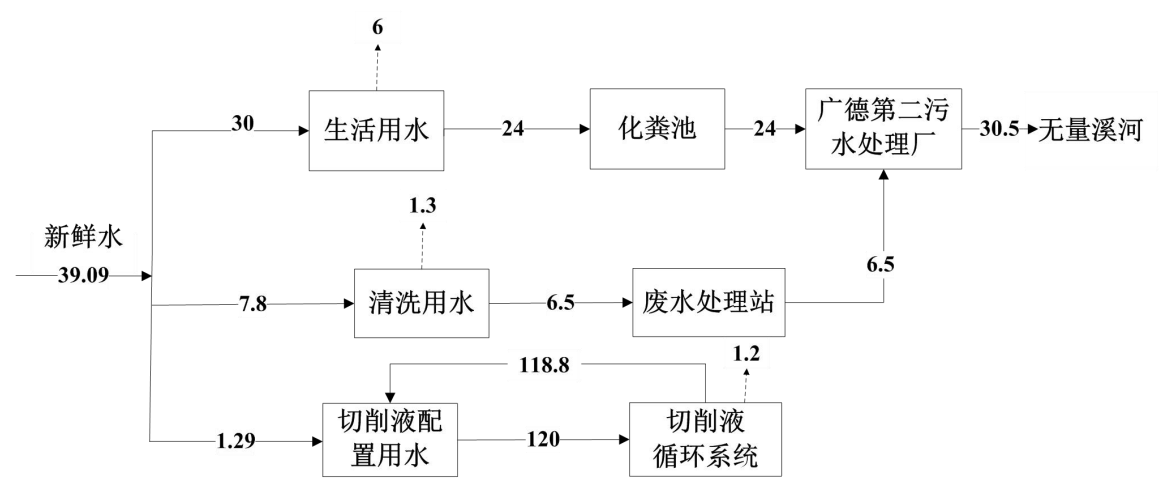 6
30
生活用水
24
化粪池
24
广德第二污
水处理厂
30.5
无量溪河
新鲜水
39.09
1.3
7.8
清洗用水
6.5
废水处理站
6.5
118.8
1.2
1.29
切削液配
置用水
120
切削液
循环系统